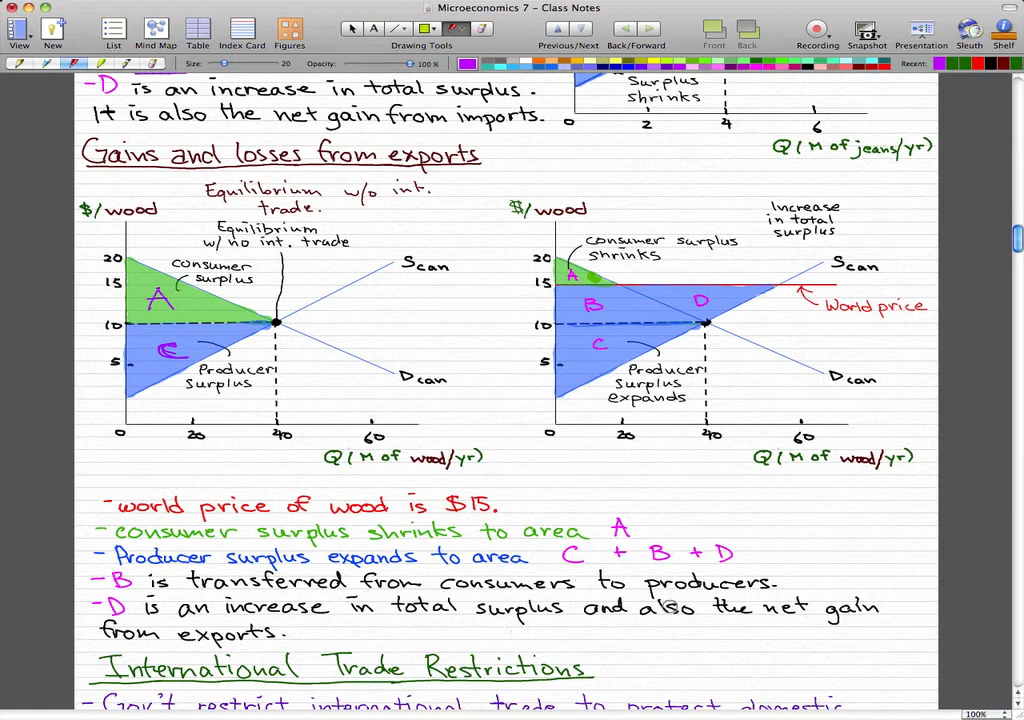 Microeconomics 7 - Class Notes
View New List Mind Map Table Index Card Figures Drawing Tools Previous/Next Back/Forward Front Back Recording Snapshot Presentation Sleuth Shelf
Size: 20 Opacity: 100 % Recent:
-D is an increase in total surplus.
It is also the net gain from imports.
Surplus
shrinks
0 2 4 6
Q (M of jeans/yr)
Gains and losses from exports
Equilibrium w/o int.
trade.
$/wood
Equilibrium
w/ no int. trade
consumer
surplus
20
15
10
5
A
C
Scan
Dcan
Producer
surplus
0 20 40 60
Q (M of wood/yr)
$/wood
Increase
in total
surplus
consumer surplus
shrinks
20
15
10
5
A
B
D
C
Scan
World price
Dcan
Producer
surplus
expands
0 20 40 60
Q (M of wood/yr)
-world price of wood is $15.
-consumer surplus shrinks to area A
-Producer surplus expands to area C + B + D
-B is transferred from consumers to producers.
-D is an increase in total surplus and also the net gain
from exports.
International Trade Restrictions
-Gov't restrict international trade to protect domestic
100%